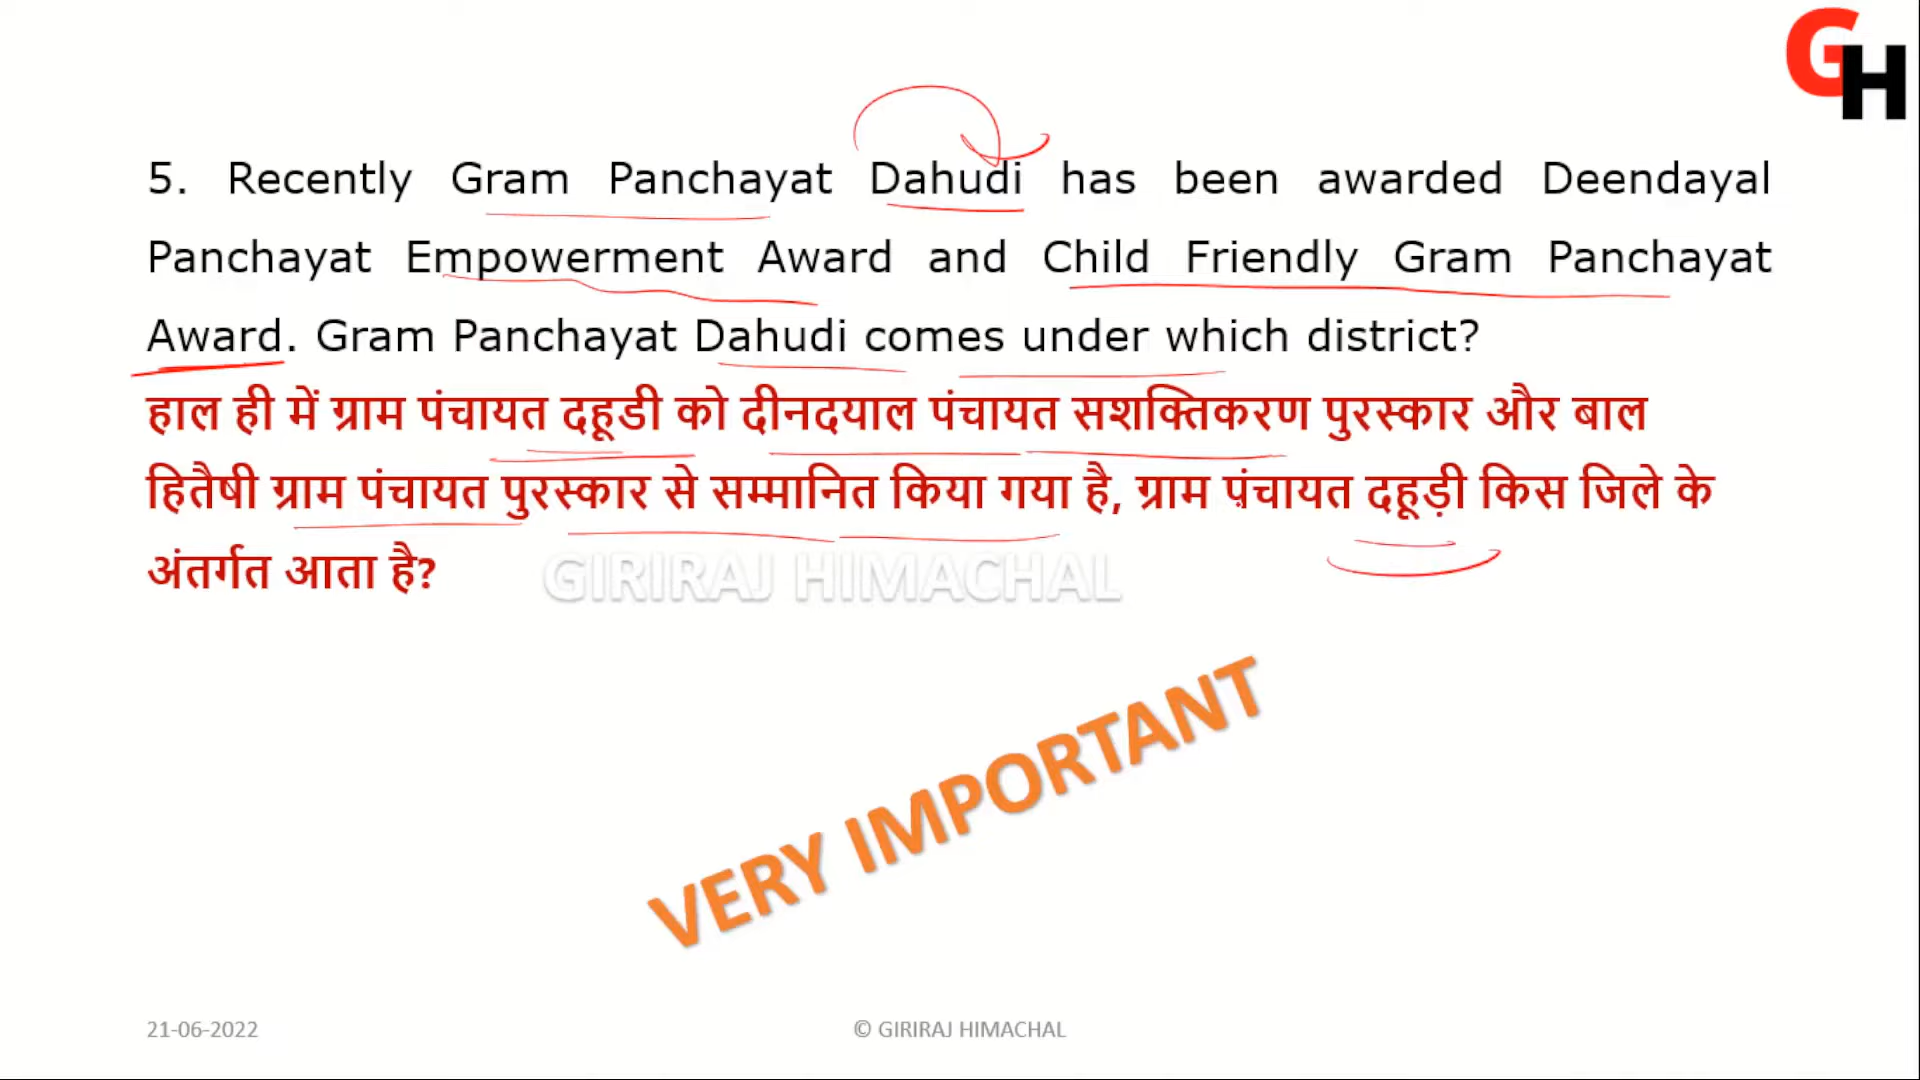 GH
5. Recently Gram Panchayat Dahudi has been awarded Deendayal
Panchayat Empowerment Award and Child Friendly Gram Panchayat
Award. Gram Panchayat Dahudi comes under which district?
हाल ही में ग्राम पंचायत दहूडी को दीनदयाल पंचायत सशक्तिकरण पुरस्कार और बाल
हितैषी ग्राम पंचायत पुरस्कार से सम्मानित किया गया है, ग्राम पंचायत दहूड़ी किस जिले के
अंतर्गत आता है?
GIRIRAJ HIMACHAL
VERY IMPORTANT
21-06-2022
© GIRIRAJ HIMACHAL